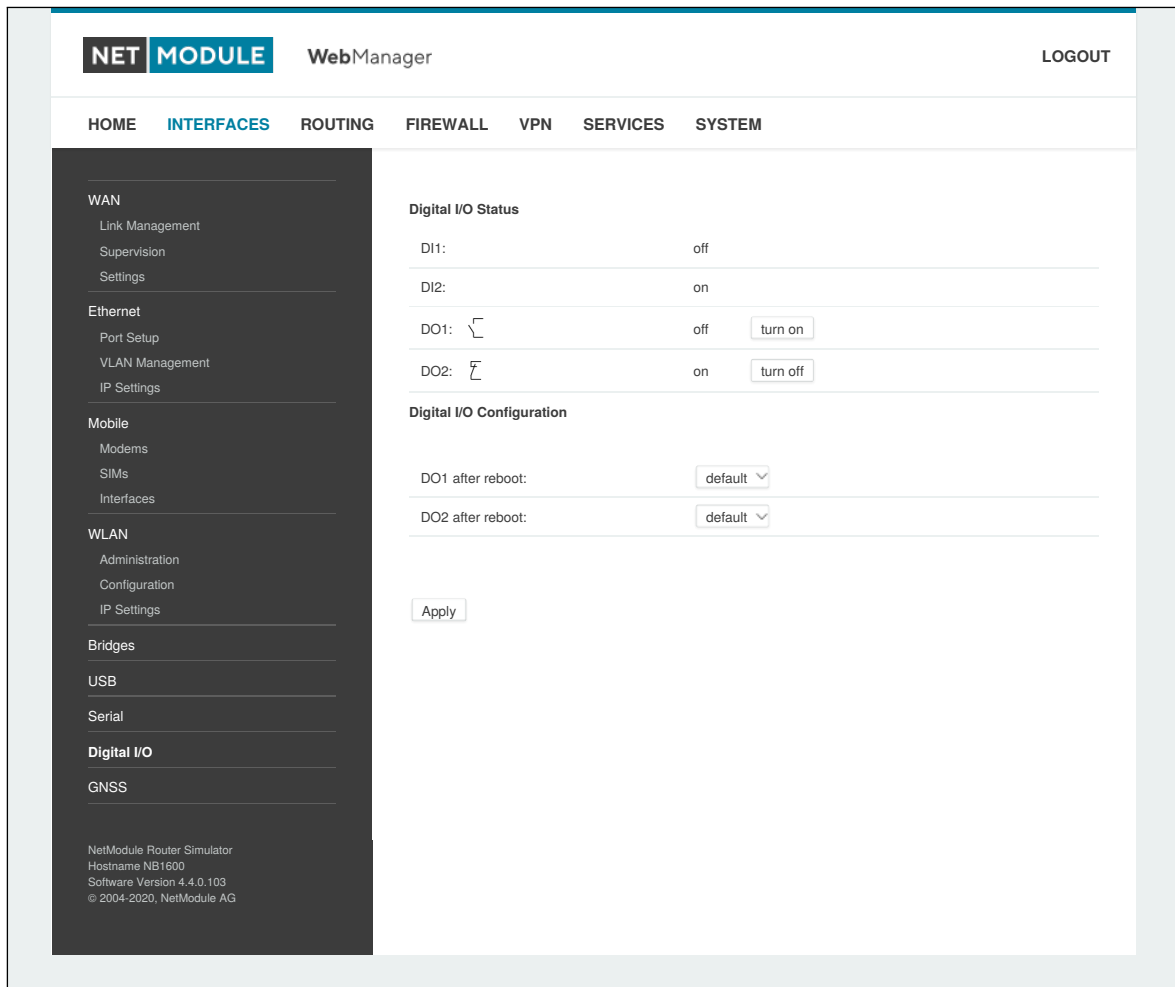 NET MODULE WebManager LOGOUT
HOME INTERFACES ROUTING FIREWALL VPN SERVICES SYSTEM
WAN
Link Management
Supervision
Settings
Ethernet
Port Setup
VLAN Management
IP Settings
Mobile
Modems
SIMs
Interfaces
WLAN
Administration
Configuration
IP Settings
Bridges
USB
Serial
Digital I/O
GNSS
NetModule Router Simulator
Hostname NB1600
Software Version 4.4.0.103
© 2004-2020, NetModule AG
Digital I/O Status
DI1: off
DI2: on
DO1: off turn on
DO2: on turn off
Digital I/O Configuration
DO1 after reboot: default
DO2 after reboot: default
Apply